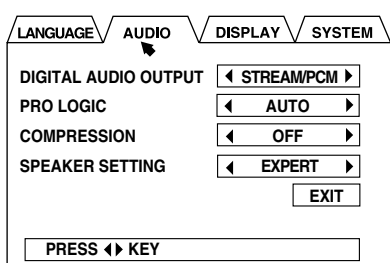 LANGUAGE AUDIO DISPLAY SYSTEM
DIGITAL AUDIO OUTPUT ◀ STREAM/PCM ▶
PRO LOGIC ◀ AUTO ▶
COMPRESSION ◀ OFF ▶
SPEAKER SETTING ◀ EXPERT ▶
EXIT
PRESS ◀▶ KEY